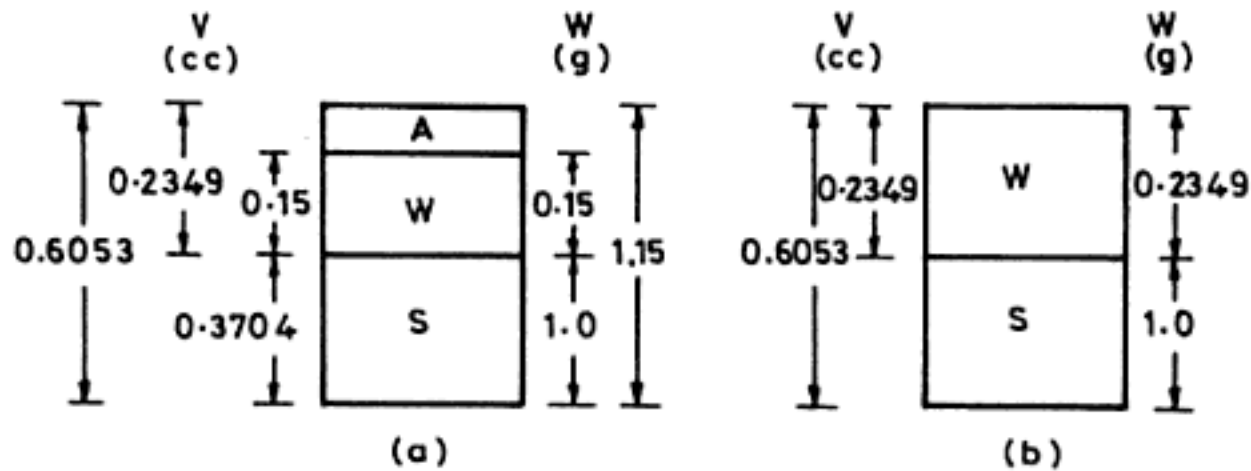 V W V W
(cc) (g) (cc) (g)
A
0.2349 0.15 W 0.15 0.2349 W 0.2349
0.6053 1.15 0.6053
0.3704 S 1.0 S 1.0
(a) (b)